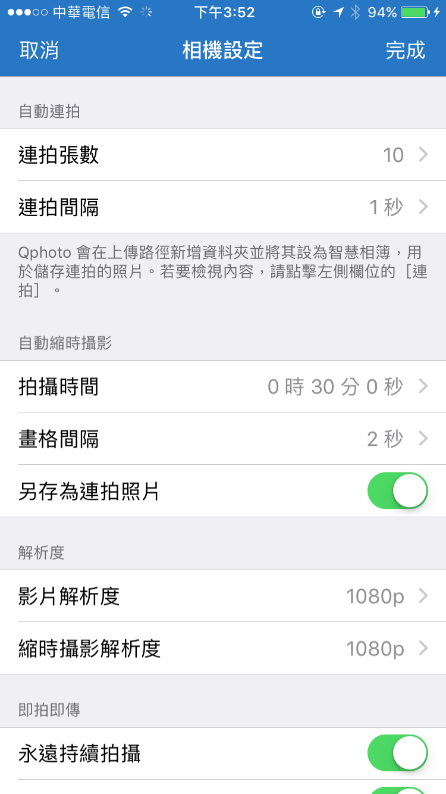 中華電信 下午3:52 94%
取消 相機設定 完成
自動連拍
連拍張數 10
連拍間隔 1 秒
Qphoto 會在上傳路徑新增資料夾並將其設為智慧相簿，用
於儲存連拍的照片。若要檢視內容，請點擊左側欄位的［連
拍］。
自動縮時攝影
拍攝時間 0 時 30 分 0 秒
畫格間隔 2 秒
另存為連拍照片
解析度
影片解析度 1080p
縮時攝影解析度 1080p
即拍即傳
永遠持續拍攝